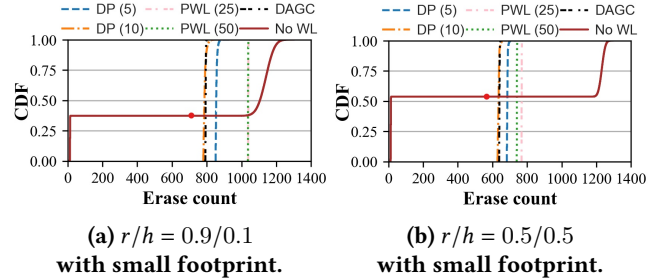 DP (5) PWL (25) DAGC
DP (10) PWL (50) No WL
1.00
0.75
0.50
0.25
0.00
CDF
0 200 400 600 800 1000 1200 1400
Erase count
(a) r/h = 0.9/0.1
with small footprint.
DP (5) PWL (25) DAGC
DP (10) PWL (50) No WL
1.00
0.75
0.50
0.25
0.00
CDF
0 200 400 600 800 1000 1200 1400
Erase count
(b) r/h = 0.5/0.5
with small footprint.